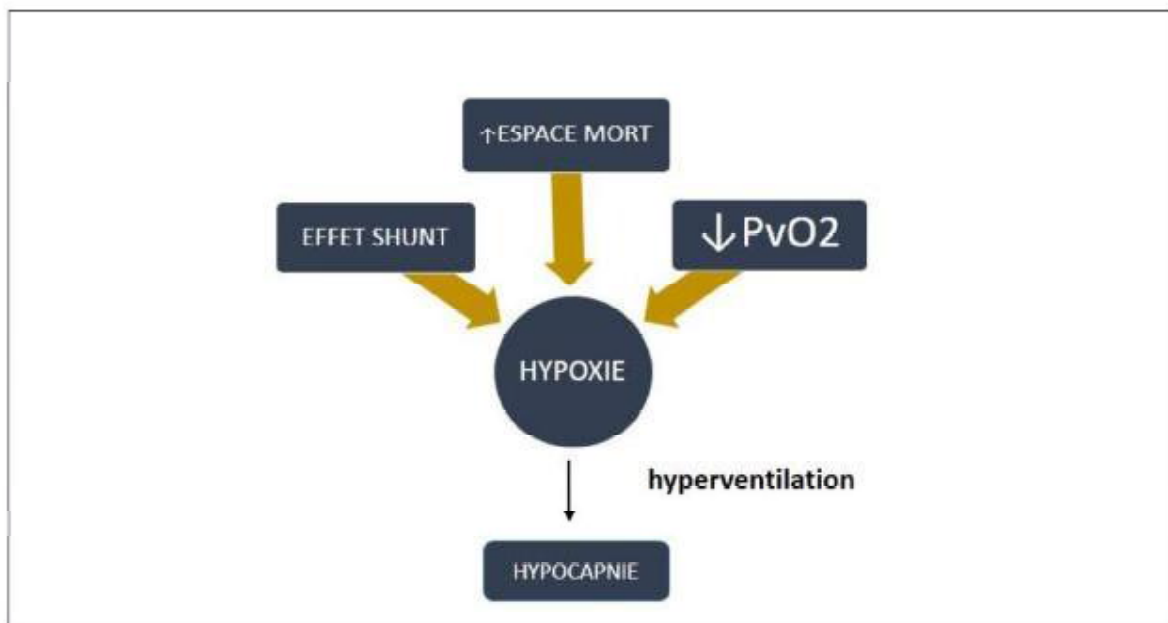 ↑ESPACE MORT
EFFET SHUNT
↓PvO2
HYPOXIE
hyperventilation
HYPOCAPNIE